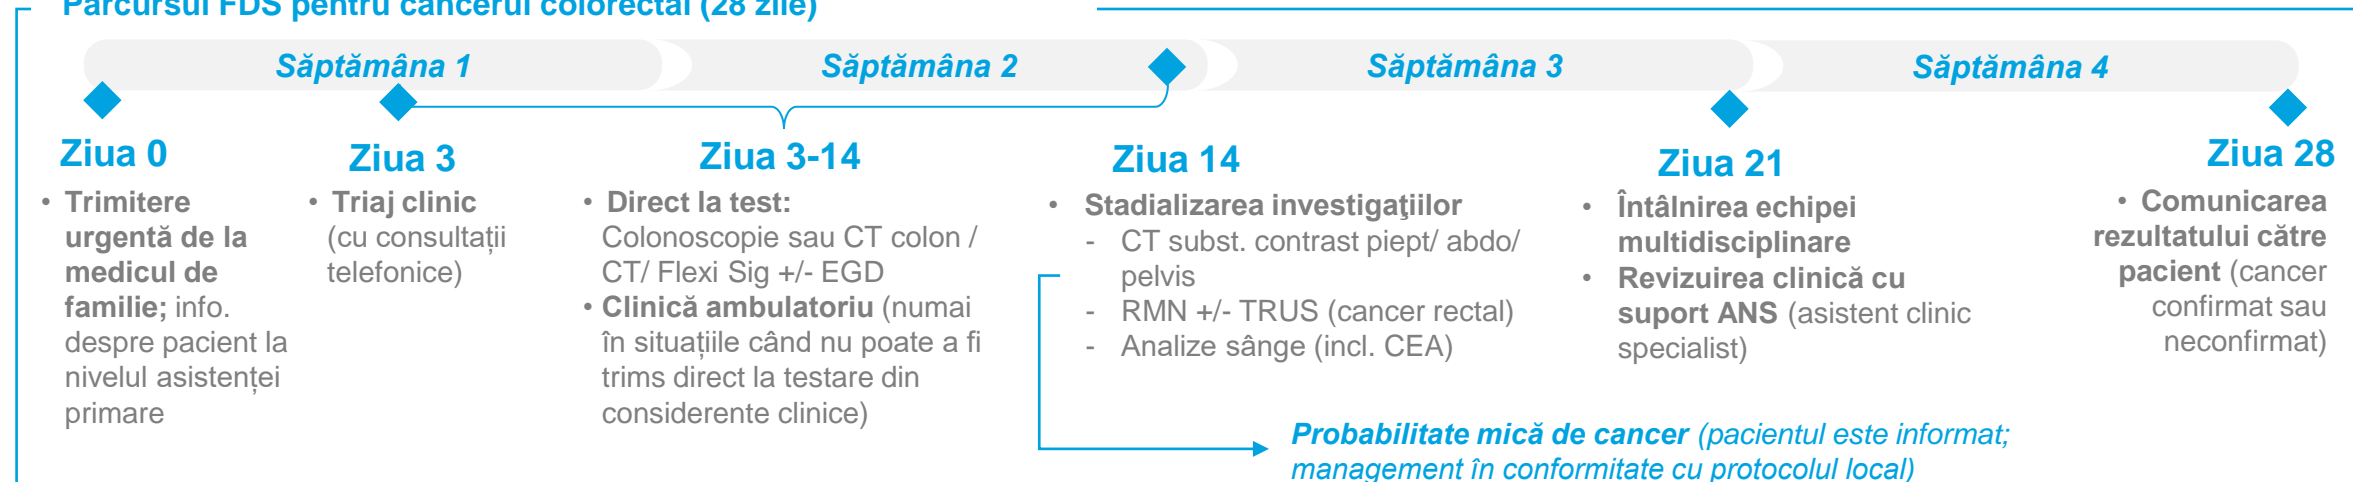 Parcursul FDS pentru cancerul colorectal (28 zile)
Săptămâna 1
Săptămâna 2
Săptămâna 3
Săptămâna 4
Ziua 0
• Trimitere
urgentă de la
medicul de
familie; info.
despre pacient la
nivelul asistenței
primare
Ziua 3
• Triaj clinic
(cu consultații
telefonice)
Ziua 3-14
• Direct la test:
Colonoscopie sau CT colon /
CT/ Flexi Sig +/- EGD
• Clinică ambulatoriu (numai
în situațiile când nu poate a fi
trims direct la testare din
considerente clinice)
Ziua 14
• Stadializarea investigaţiilor
- CT subst. contrast piept/ abdo/
pelvis
- RMN +/- TRUS (cancer rectal)
- Analize sânge (incl. CEA)
Probabilitate mică de cancer (pacientul este informat;
management în conformitate cu protocolul local)
Ziua 21
• Întâlnirea echipei
multidisciplinare
• Revizuirea clinică cu
suport ANS (asistent clinic
specialist)
Ziua 28
• Comunicarea
rezultatului către
pacient (cancer
confirmat sau
neconfirmat)